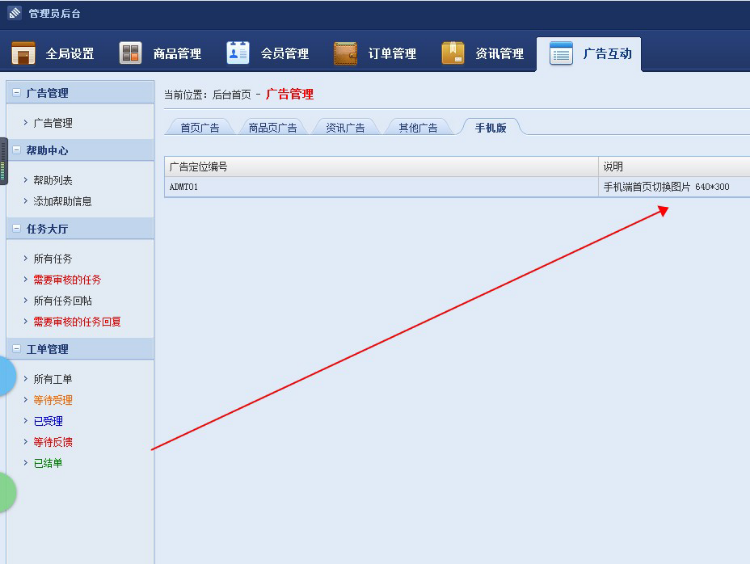 管理员后台
全局设置 商品管理 会员管理 订单管理 资讯管理 广告互动
广告管理
广告管理
帮助中心
帮助列表
添加帮助信息
任务大厅
所有任务
需要审核的任务
所有任务回帖
需要审核的任务回复
工单管理
所有工单
等待受理
已受理
等待反馈
已结单
当前位置：后台首页 - 广告管理
首页广告 商品页广告 资讯广告 其他广告 手机版
广告定位编号 说明
ADMT01 手机端首页切换图片 640*300